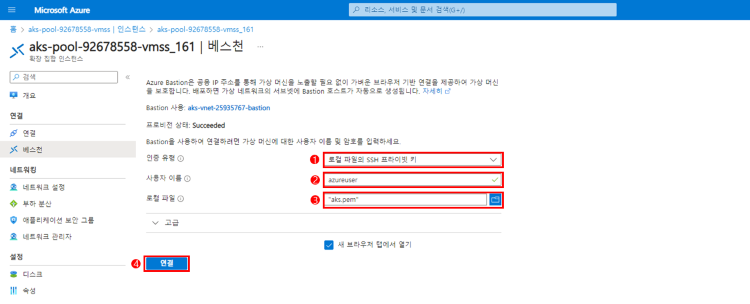 Microsoft Azure
리소스, 서비스 및 문서 검색(G+/)
홈 > aks-pool-92678558-vmss | 인스턴스 > aks-pool-92678558-vmss_161
aks-pool-92678558-vmss_161 | 베스천 ...
확장 집합 인스턴스
검색
«
개요
연결
연결
베스천
네트워킹
네트워크 설정
부하 분산
애플리케이션 보안 그룹
네트워크 관리자
설정
디스크
속성
Azure Bastion은 공용 IP 주소를 통해 가상 머신을 노출할 필요 없이 가벼운 브라우저 기반 연결을 제공하여 가상 머신
을 보호합니다. 배포하면 가상 네트워크의 서브넷에 Bastion 호스트가 자동으로 생성됩니다. 자세히
Bastion 사용: aks-vnet-25935767-bastion
프로비전 상태: Succeeded
Bastion을 사용하여 연결하려면 가상 머신에 대한 사용자 이름 및 암호를 입력하세요.
인증 유형 1 로컬 파일의 SSH 프라이빗 키
사용자 이름 2 azureuser
로컬 파일 3 "aks.pem"
고급
새 브라우저 탭에서 열기
4 연결